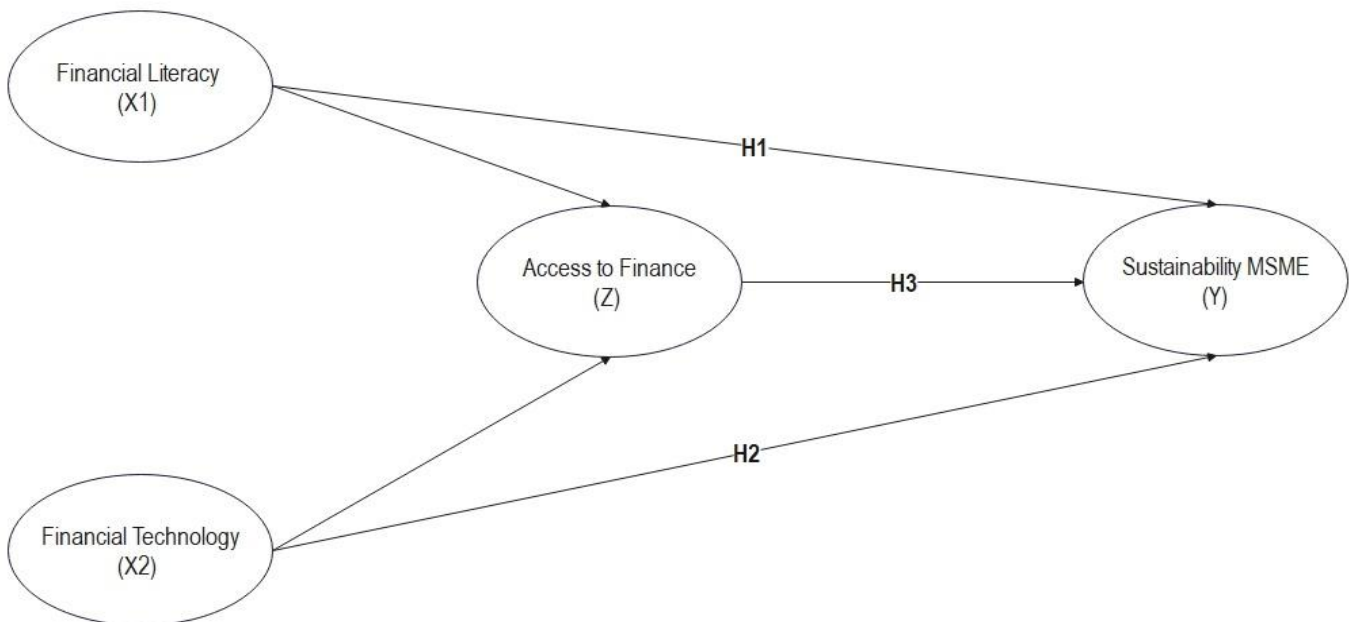 Financial Literacy
(X1)
H1
Access to Finance
(Z)
H3
Sustainability MSME
(Y)
H2
Financial Technology
(X2)